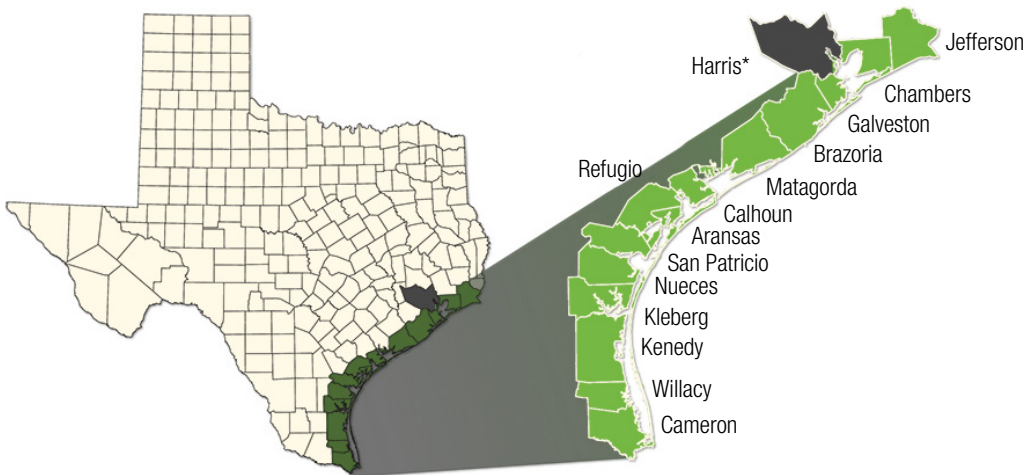 Jefferson
Harris*
Chambers
Galveston
Brazoria
Refugio
Matagorda
Calhoun
Aransas
San Patricio
Nueces
Kleberg
Kenedy
Willacy
Cameron